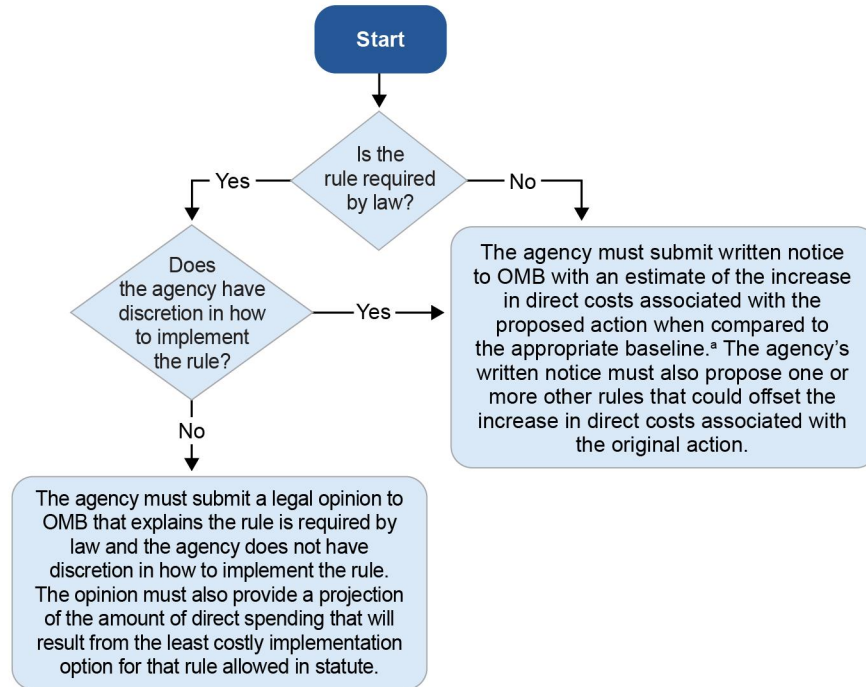 Start
Is the
rule required
by law?
Yes
No
Does
the agency have
discretion in how
to implement
the rule?
Yes
The agency must submit written notice
to OMB with an estimate of the increase
in direct costs associated with the
proposed action when compared to
the appropriate baseline.ᵃ The agency’s
written notice must also propose one or
more other rules that could offset the
increase in direct costs associated with
the original action.
No
The agency must submit a legal opinion to
OMB that explains the rule is required by
law and the agency does not have
discretion in how to implement the rule.
The opinion must also provide a projection
of the amount of direct spending that will
result from the least costly implementation
option for that rule allowed in statute.